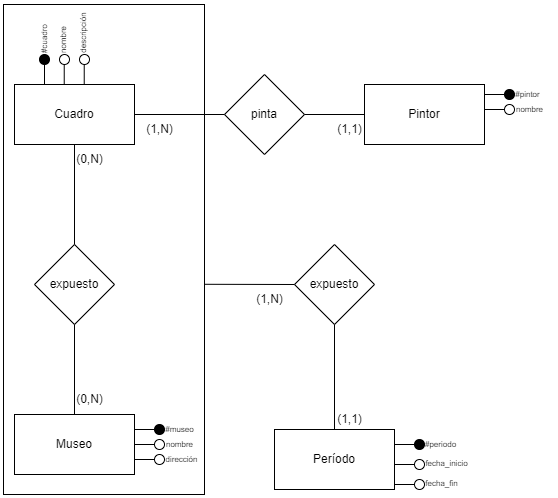 #cuadro
nombre
descripción
Cuadro
(1,N)
pinta
(1,1)
Pintor
#pintor
nombre
(0,N)
expuesto
(1,N)
expuesto
(0,N)
Museo
#museo
nombre
dirección
(1,1)
Período
#periodo
fecha_inicio
fecha_fin